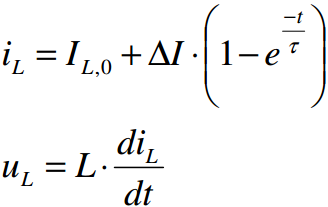 i_L = I_{L,0} + ΔI · (1 − e^{−t/τ})
u_L = L · di_L/dt